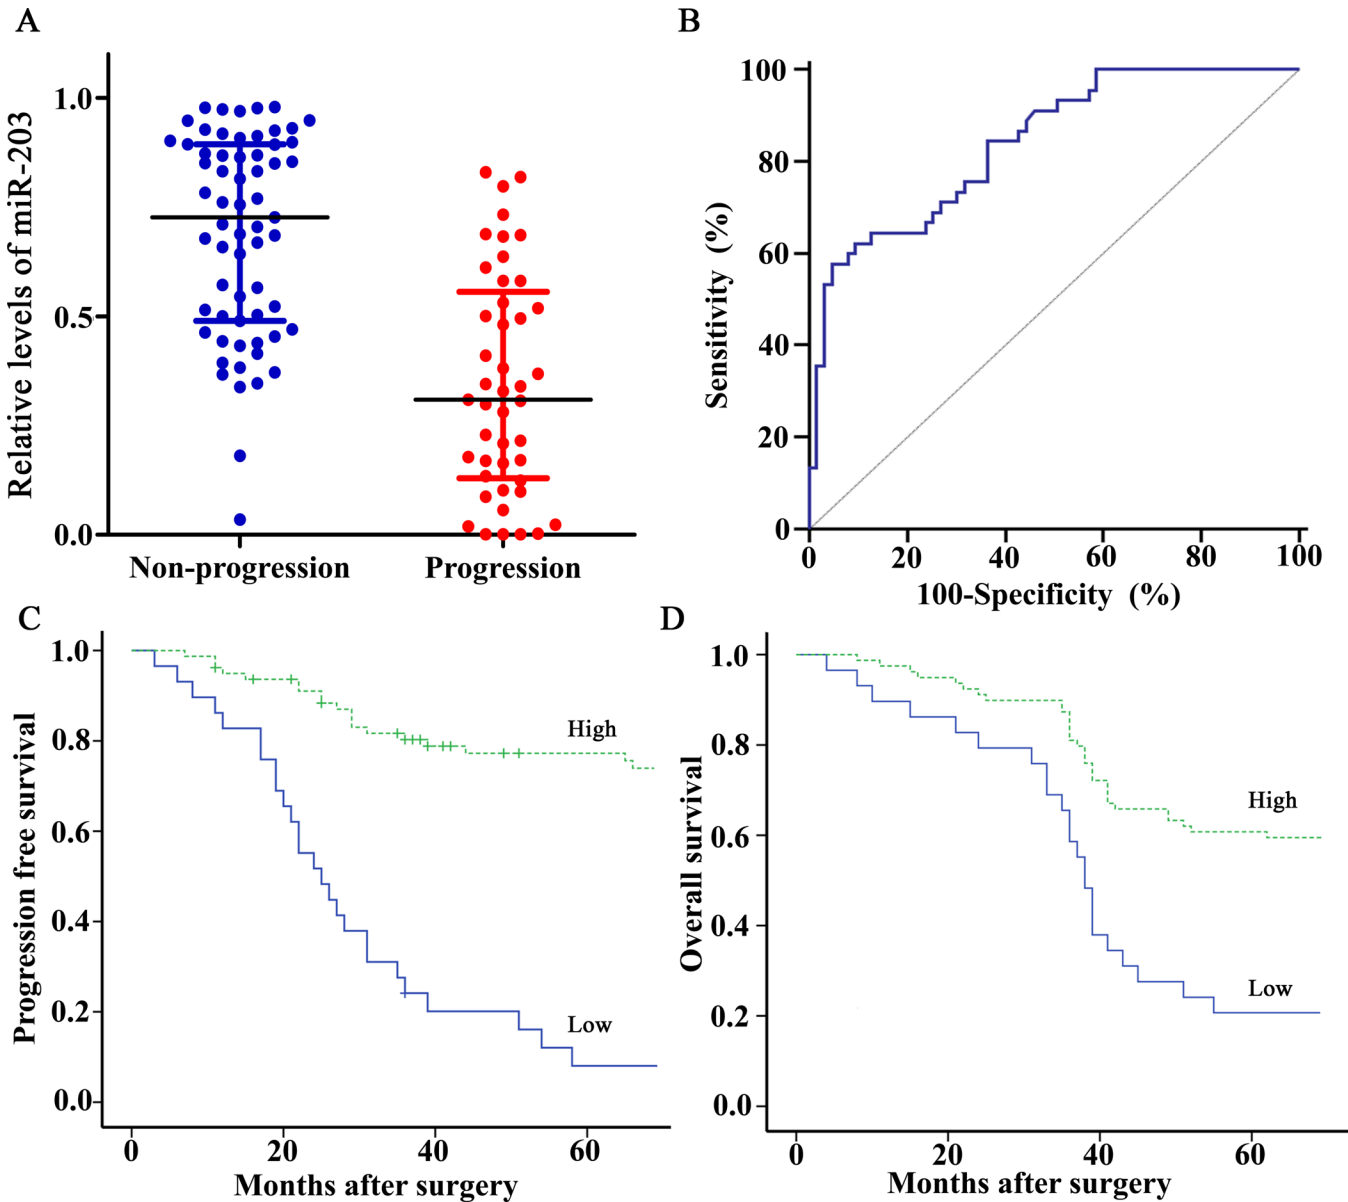 A
Relative levels of miR-203
1.0
0.5
0.0
Non-progression
Progression
B
Sensitivity (%)
100
80
60
40
20
0
0
20
40
60
80
100
100-Specificity (%)
C
Progression free survival
1.0
0.8
0.6
0.4
0.2
0.0
High
Low
0
20
40
60
Months after surgery
D
Overall survival
1.0
0.8
0.6
0.4
0.2
0.0
High
Low
0
20
40
60
Months after surgery